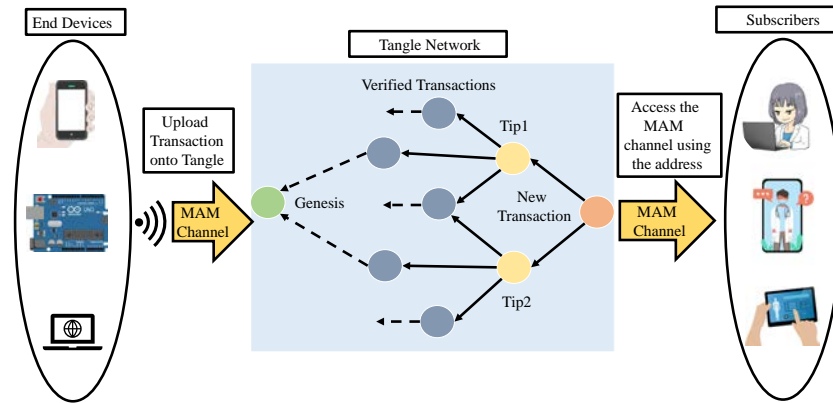 End Devices
Subscribers
Tangle Network
Verified Transactions
Upload
Transaction
onto Tangle
Access the
MAM
channel using
the address
Tip1
New
Transaction
Genesis
MAM
Channel
MAM
Channel
Tip2